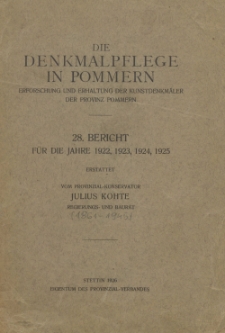 DIE
DENKMALPFLEGE
IN POMMERN
ERFORSCHUNG UND ERHALTUNG DER KUNSTDENKMÄLER
DER PROVINZ POMMERN
28. BERICHT
FÜR DIE JAHRE 1922, 1923, 1924, 1925
ERSTATTET
VOM PROVINZIAL-KONSERVATOR
JULIUS KOHTE
REGIERUNGS- UND BAURAT
STETTIN 1926